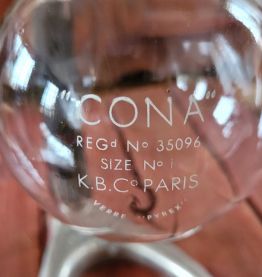 "CONA"
REGd No 35096
SIZE No 1
K.B.Co PARIS
VERRE "PYREX"